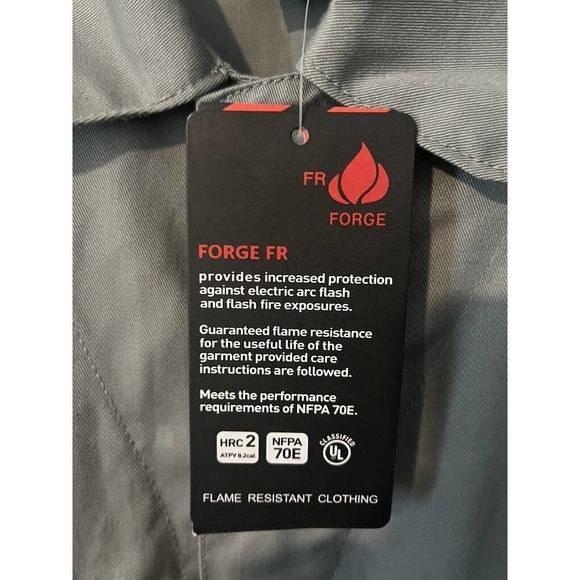 FR
FORGE
FORGE FR
provides increased protection
against electric arc flash
and flash fire exposures.
Guaranteed flame resistance
for the useful life of the
garment provided care
instructions are followed.
Meets the performance
requirements of NFPA 70E.
HRC 2
ATPV 8.2cal
NFPA
70E
CLASSIFIED
UL
FLAME RESISTANT CLOTHING